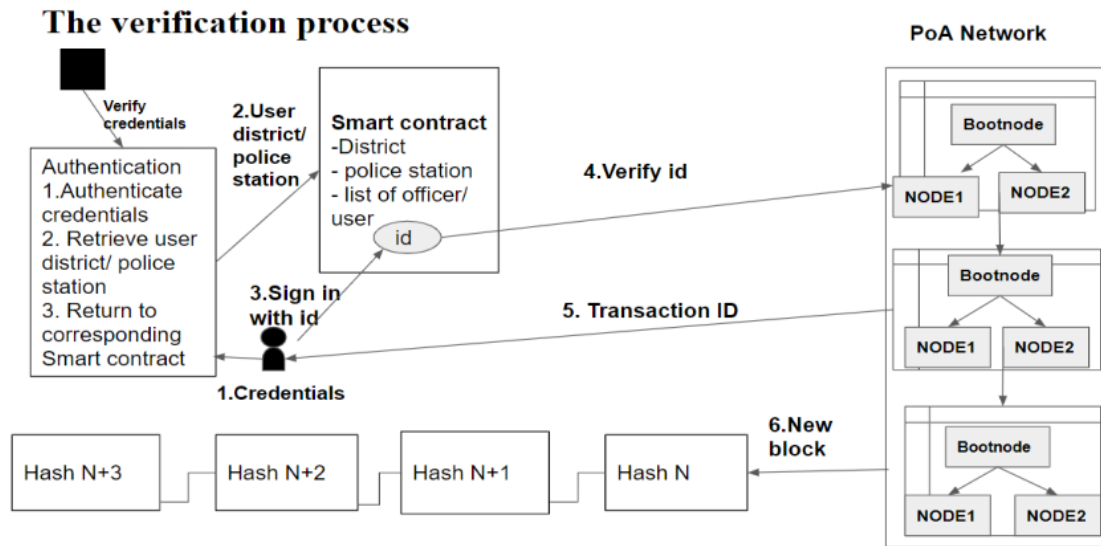 The verification process
PoA Network
Verify
credentials
2.User
district/
police
station
Authentication
1.Authenticate
credentials
2. Retrieve user
district/ police
station
3. Return to
corresponding
Smart contract
Smart contract
-District
- police station
- list of officer/
user
id
3.Sign in
with id
1.Credentials
4.Verify id
5. Transaction ID
6.New
block
Bootnode
NODE1
NODE2
Bootnode
NODE1
NODE2
Bootnode
NODE1
NODE2
Hash N+3
Hash N+2
Hash N+1
Hash N